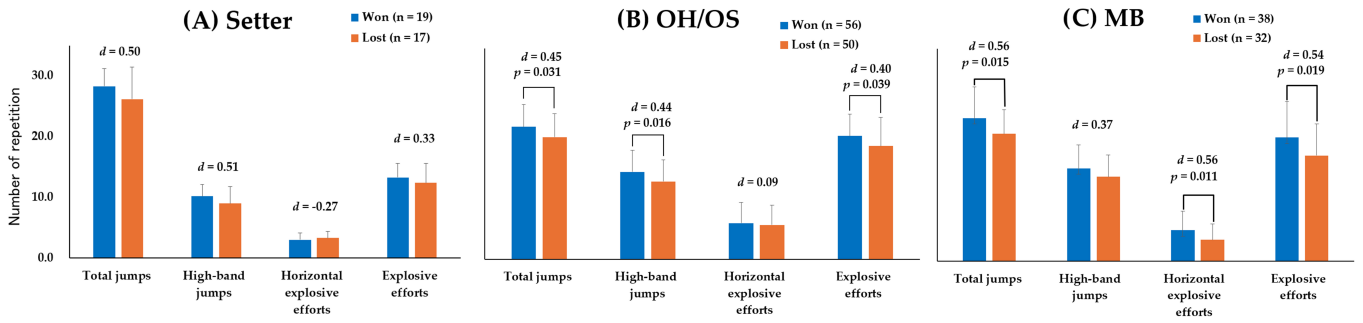 (A) Setter
Won (n = 19)
Lost (n = 17)
Number of repetition
30.0
20.0
10.0
0.0
d = 0.50
d = 0.51
d = -0.27
d = 0.33
Total jumps
High-band
jumps
Horizontal
explosive
efforts
Explosive
efforts
(B) OH/OS
Won (n = 56)
Lost (n = 50)
d = 0.45
p = 0.031
d = 0.44
p = 0.016
d = 0.09
d = 0.40
p = 0.039
Total jumps
High-band
jumps
Horizontal
explosive efforts
Explosive
efforts
(C) MB
Won (n = 38)
Lost (n = 32)
d = 0.56
p = 0.015
d = 0.37
d = 0.56
p = 0.011
d = 0.54
p = 0.019
Total jumps
High-band
jumps
Horizontal
explosive
efforts
Explosive
efforts